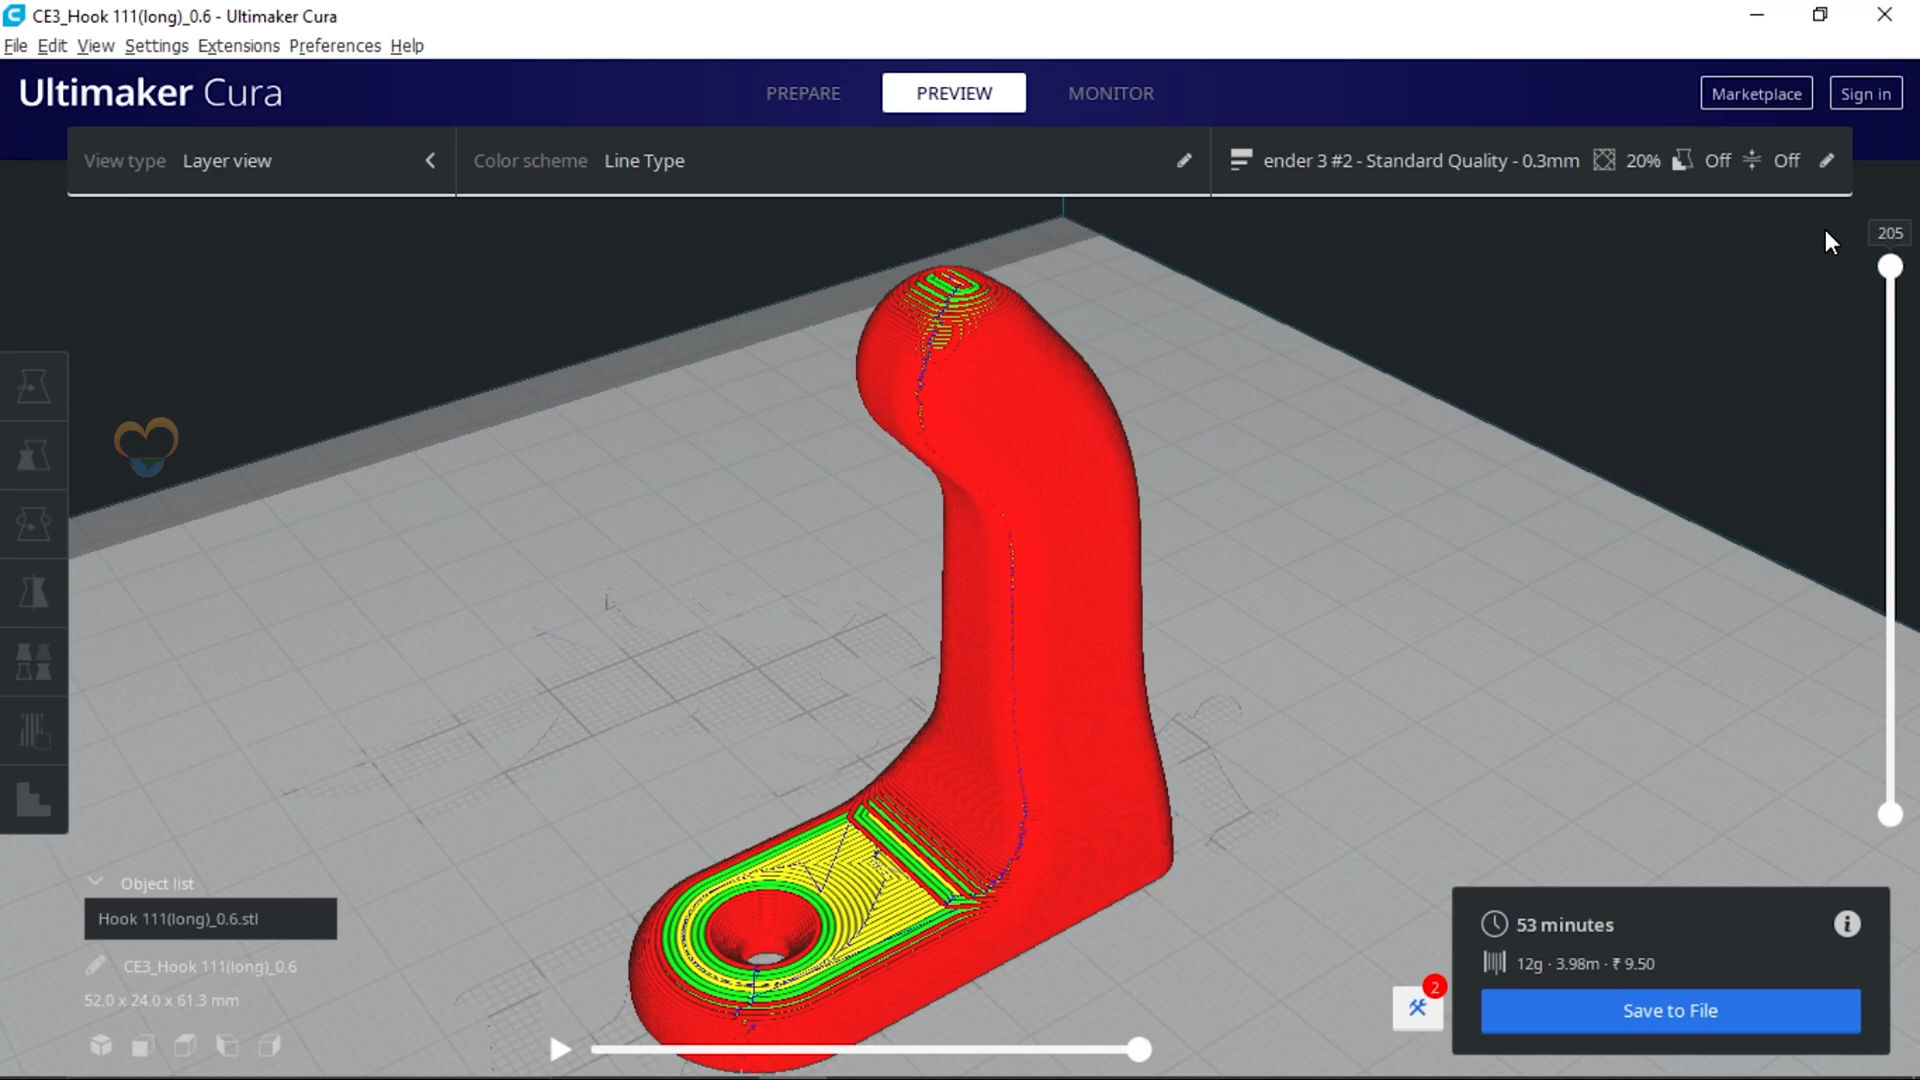 CE3_Hook 111(long)_0.6 - Ultimaker Cura
File Edit View Settings Extensions Preferences Help
Ultimaker Cura
PREPARE
PREVIEW
MONITOR
Marketplace
Sign in
View type Layer view
Color scheme Line Type
ender 3 #2 - Standard Quality - 0.3mm 20% Off Off
205
Object list
Hook 111(long)_0.6.stl
CE3_Hook 111(long)_0.6
52.0 x 24.0 x 61.3 mm
53 minutes
12g · 3.98m · ₹ 9.50
2
Save to File